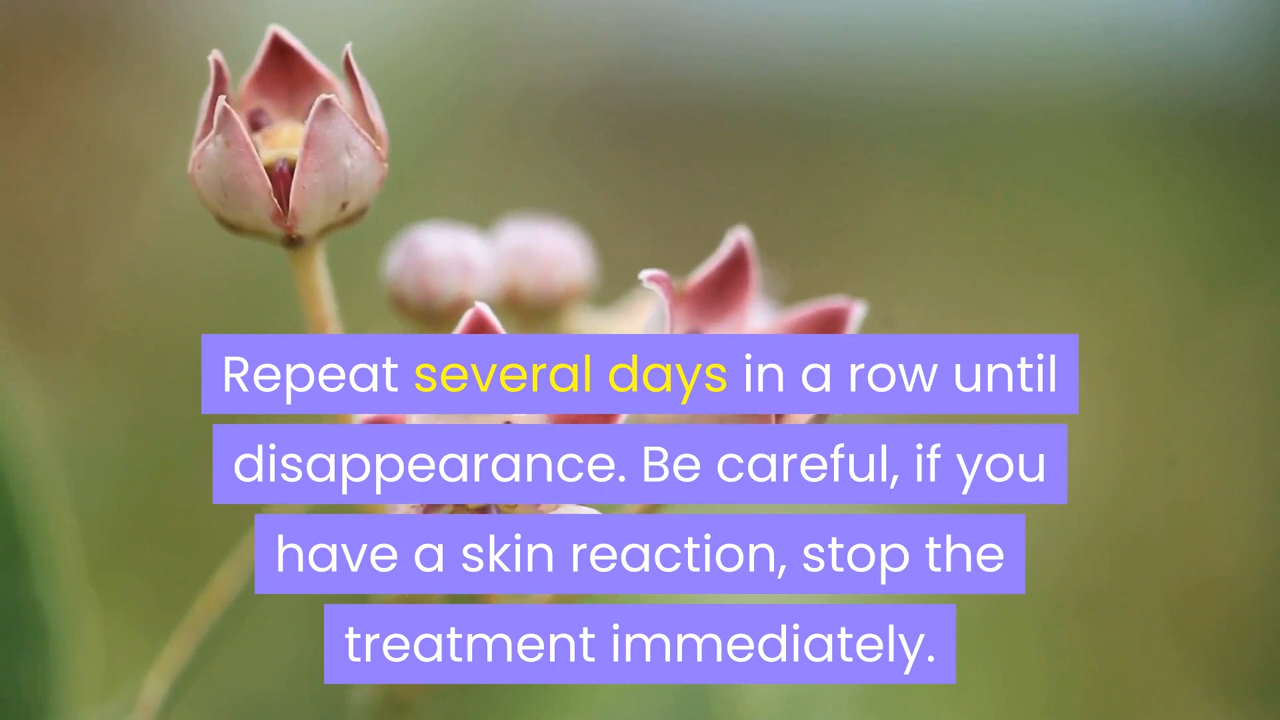 Repeat several days in a row until
disappearance. Be careful, if you
have a skin reaction, stop the
treatment immediately.